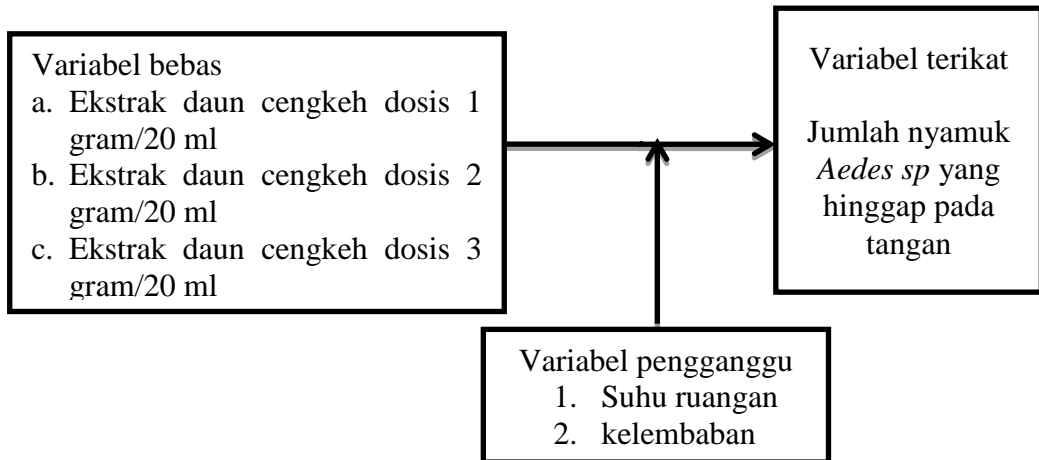 Variabel bebas
a. Ekstrak daun cengkeh dosis 1
gram/20 ml
b. Ekstrak daun cengkeh dosis 2
gram/20 ml
c. Ekstrak daun cengkeh dosis 3
gram/20 ml
Variabel terikat
Jumlah nyamuk
Aedes sp yang
hinggap pada
tangan
Variabel pengganggu
1. Suhu ruangan
2. kelembaban